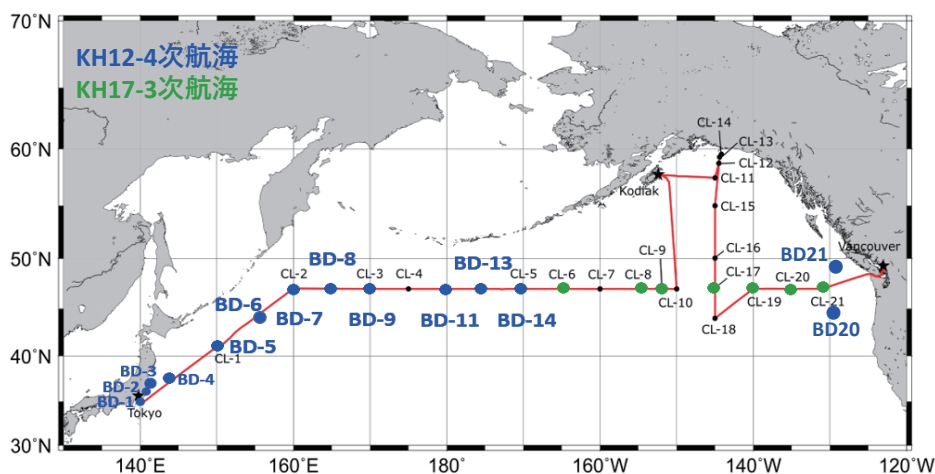 70˚N
KH12-4次航海
KH17-3次航海
60˚N
CL-14
CL-13
CL-12
CL-11
Kodiak
CL-15
50˚N
CL-2
BD-8
CL-3
CL-4
BD-13
CL-5
CL-6
CL-7
CL-8
CL-9
CL-10
CL-16
CL-17
BD21
Vancouver
CL-20
CL-19
CL-21
CL-18
BD20
BD-6
BD-7
BD-9
BD-11
BD-14
BD-5
CL-1
40˚N
BD-3
BD-2
BD-4
BD-1
Tokyo
30˚N
140˚E
160˚E
180˚
160˚W
140˚W
120˚W